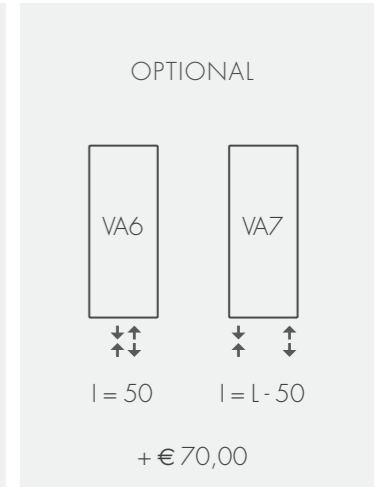 OPTIONAL
VA6 VA7
I = 50 I = L - 50
+ € 70,00